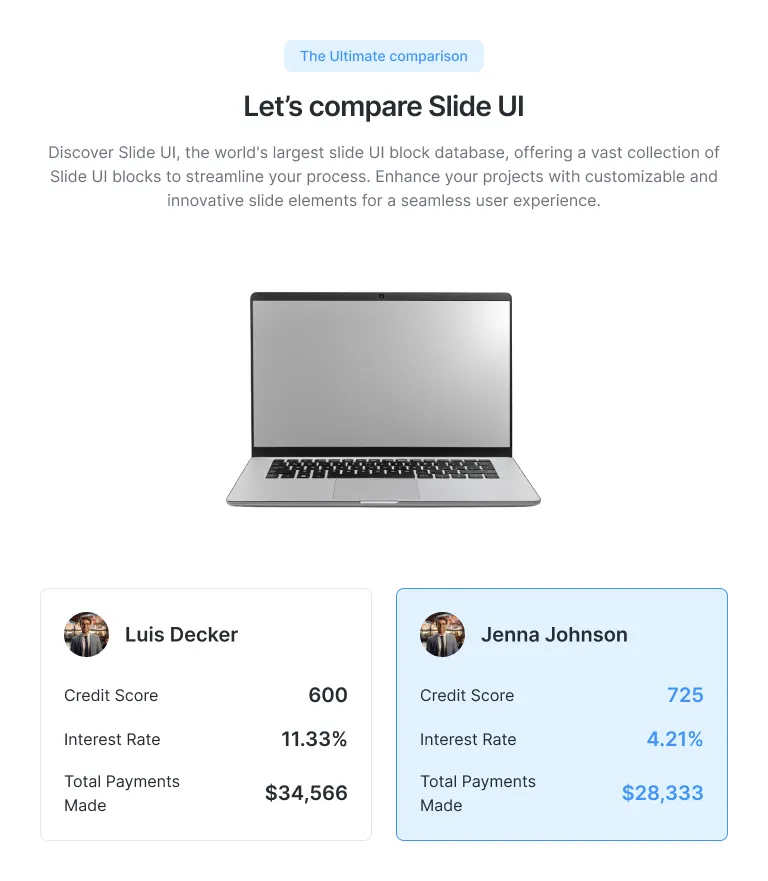 The Ultimate comparison
Let’s compare Slide UI
Discover Slide UI, the world's largest slide UI block database, offering a vast collection of
Slide UI blocks to streamline your process. Enhance your projects with customizable and
innovative slide elements for a seamless user experience.
Luis Decker
Credit Score 600
Interest Rate 11.33%
Total Payments
Made
$34,566
Jenna Johnson
Credit Score 725
Interest Rate 4.21%
Total Payments
Made
$28,333